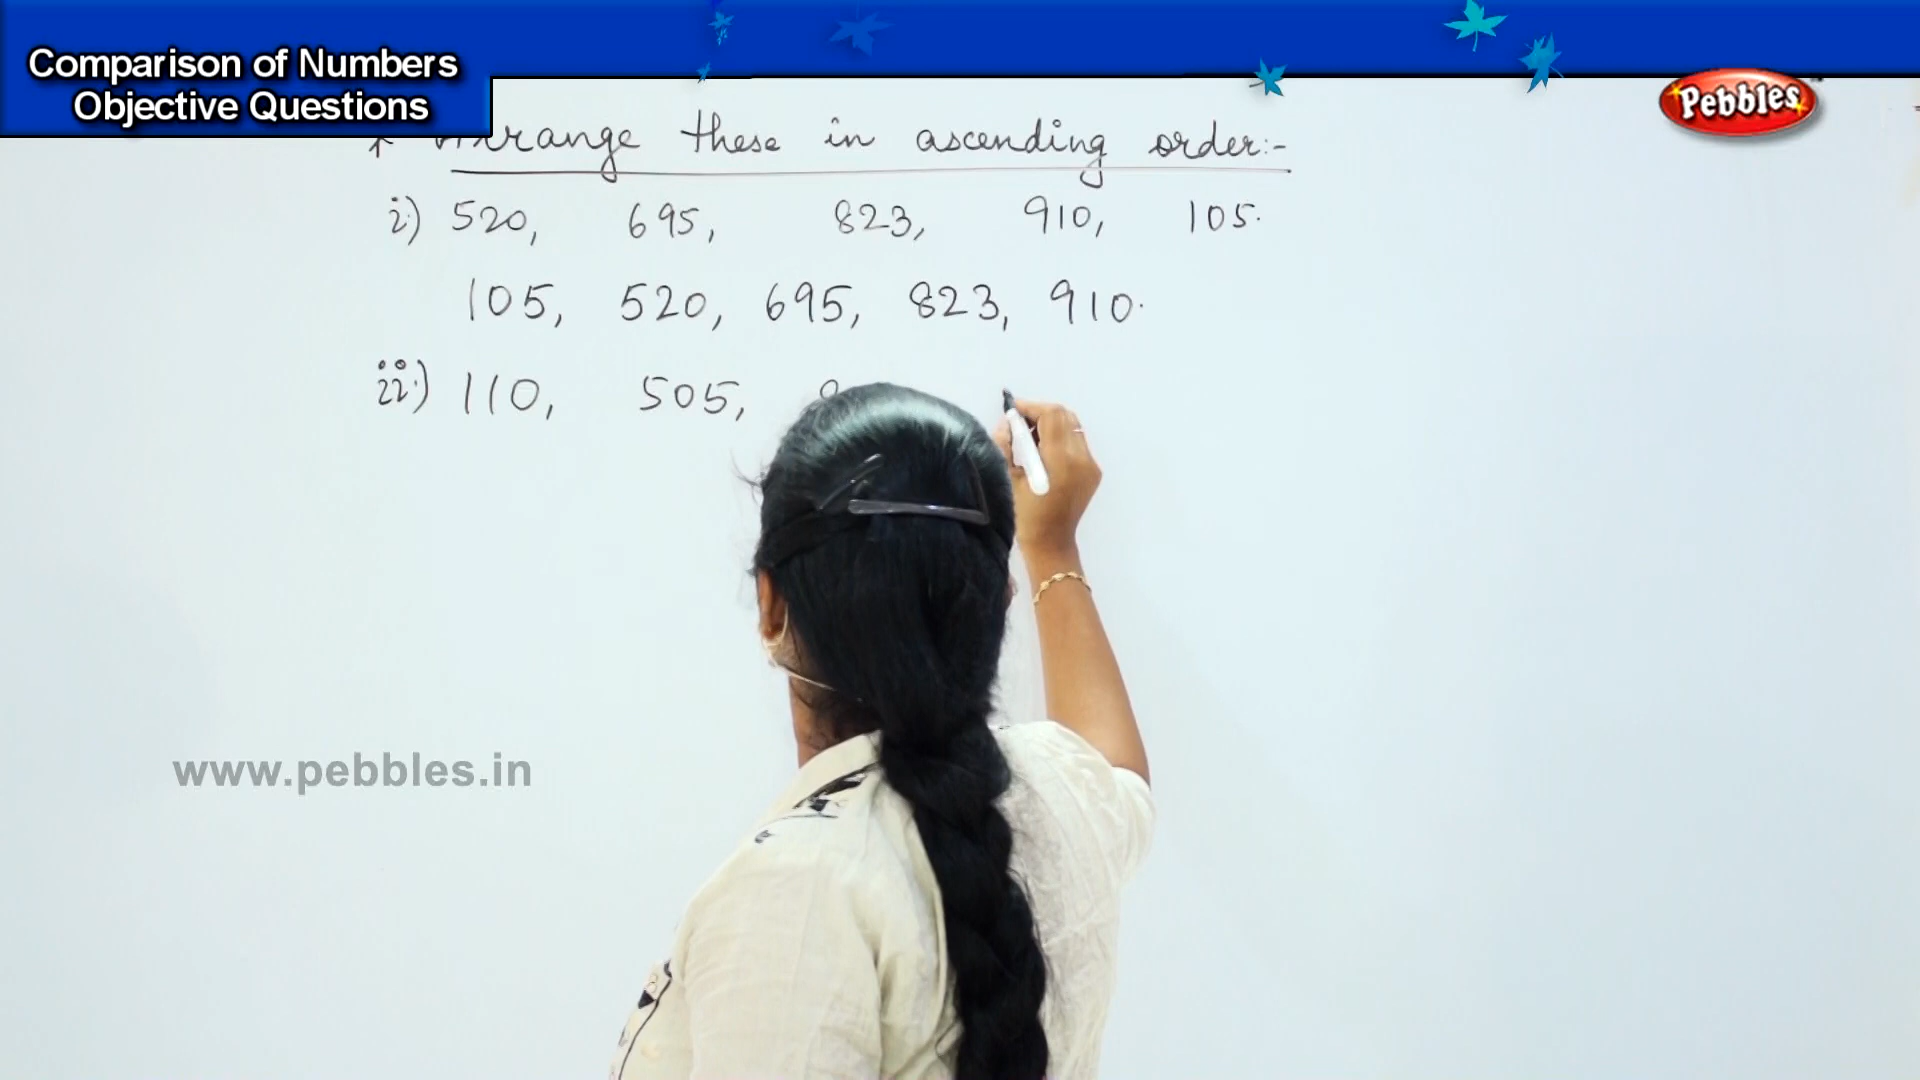 Comparison of Numbers
Objective Questions
Pebbles
Arrange these in ascending order:-
i) 520, 695, 823, 910, 105.
105, 520, 695, 823, 910.
ii) 110, 505,
www.pebbles.in